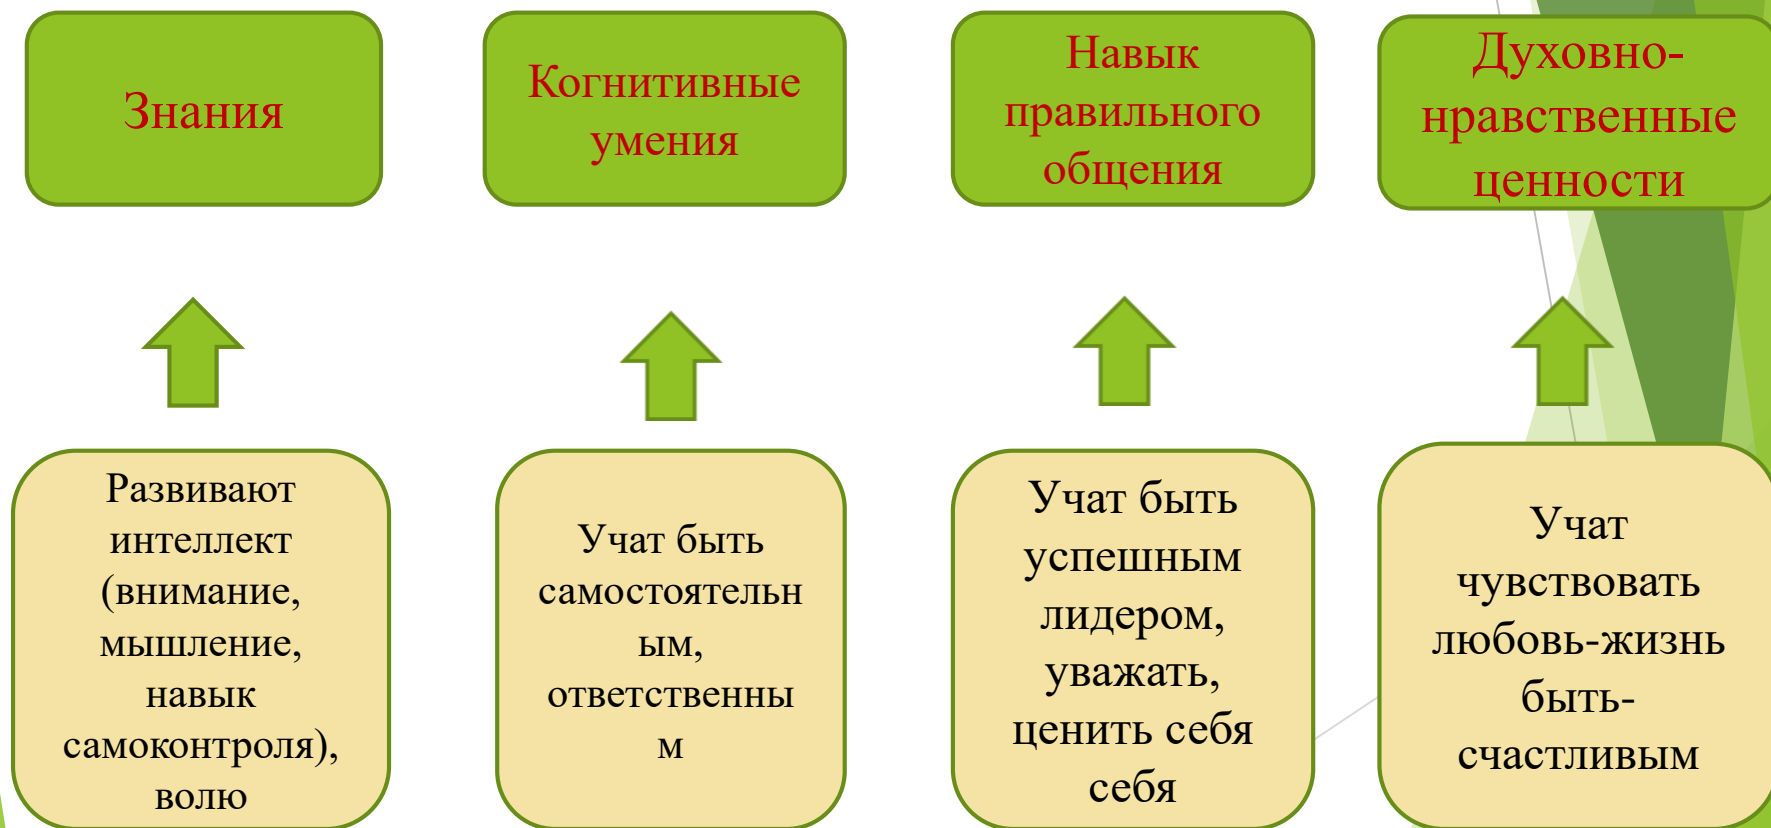 Знания
Когнитивные
умения
Навык
правильного
общения
Духовно-
нравственные
ценности
Развивают
интеллект
(внимание,
мышление,
навык
самоконтроля),
волю
Учат быть
самостоятельн
ым,
ответственны
м
Учат быть
успешным
лидером,
уважать,
ценить себя
себя
Учат
чувствовать
любовь-жизнь
быть-
счастливым